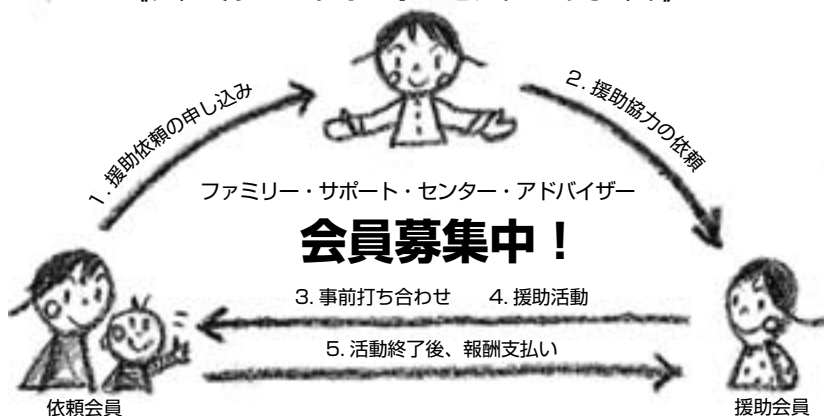 1. 援助依頼の申し込み
2. 援助協力の依頼
ファミリー・サポート・センター・アドバイザー
会員募集中！
3. 事前打ち合わせ 4. 援助活動
5. 活動終了後、報酬支払い
依頼会員
援助会員